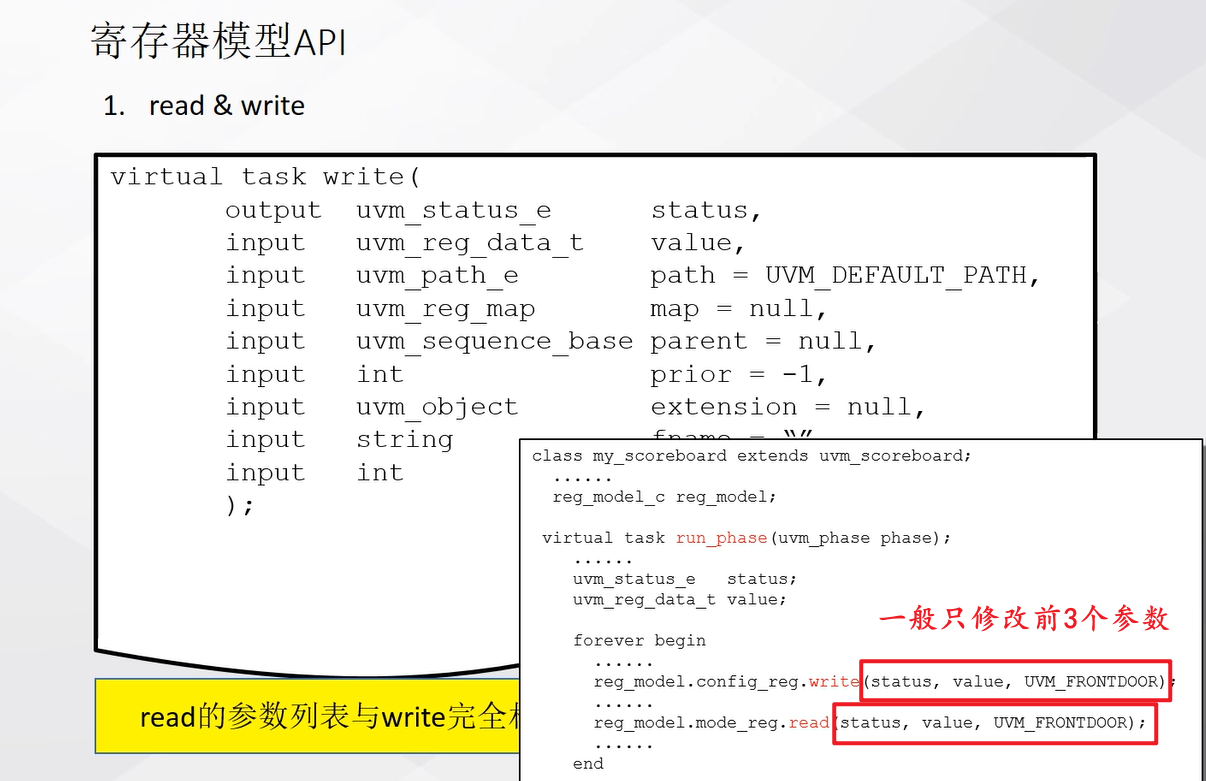 寄存器模型API
1. read & write
virtual task write(
output uvm_status_e status,
input uvm_reg_data_t value,
input uvm_path_e path = UVM_DEFAULT_PATH,
input uvm_reg_map map = null,
input uvm_sequence_base parent = null,
input int prior = -1,
input uvm_object extension = null,
input string fname = “”
input int
);
read的参数列表与write完全
class my_scoreboard extends uvm_scoreboard;
......
reg_model_c reg_model;
virtual task run_phase(uvm_phase phase);
......
uvm_status_e status;
uvm_reg_data_t value;
一般只修改前3个参数
forever begin
......
reg_model.config_reg.write(status, value, UVM_FRONTDOOR);
......
reg_model.mode_reg.read(status, value, UVM_FRONTDOOR);
......
end